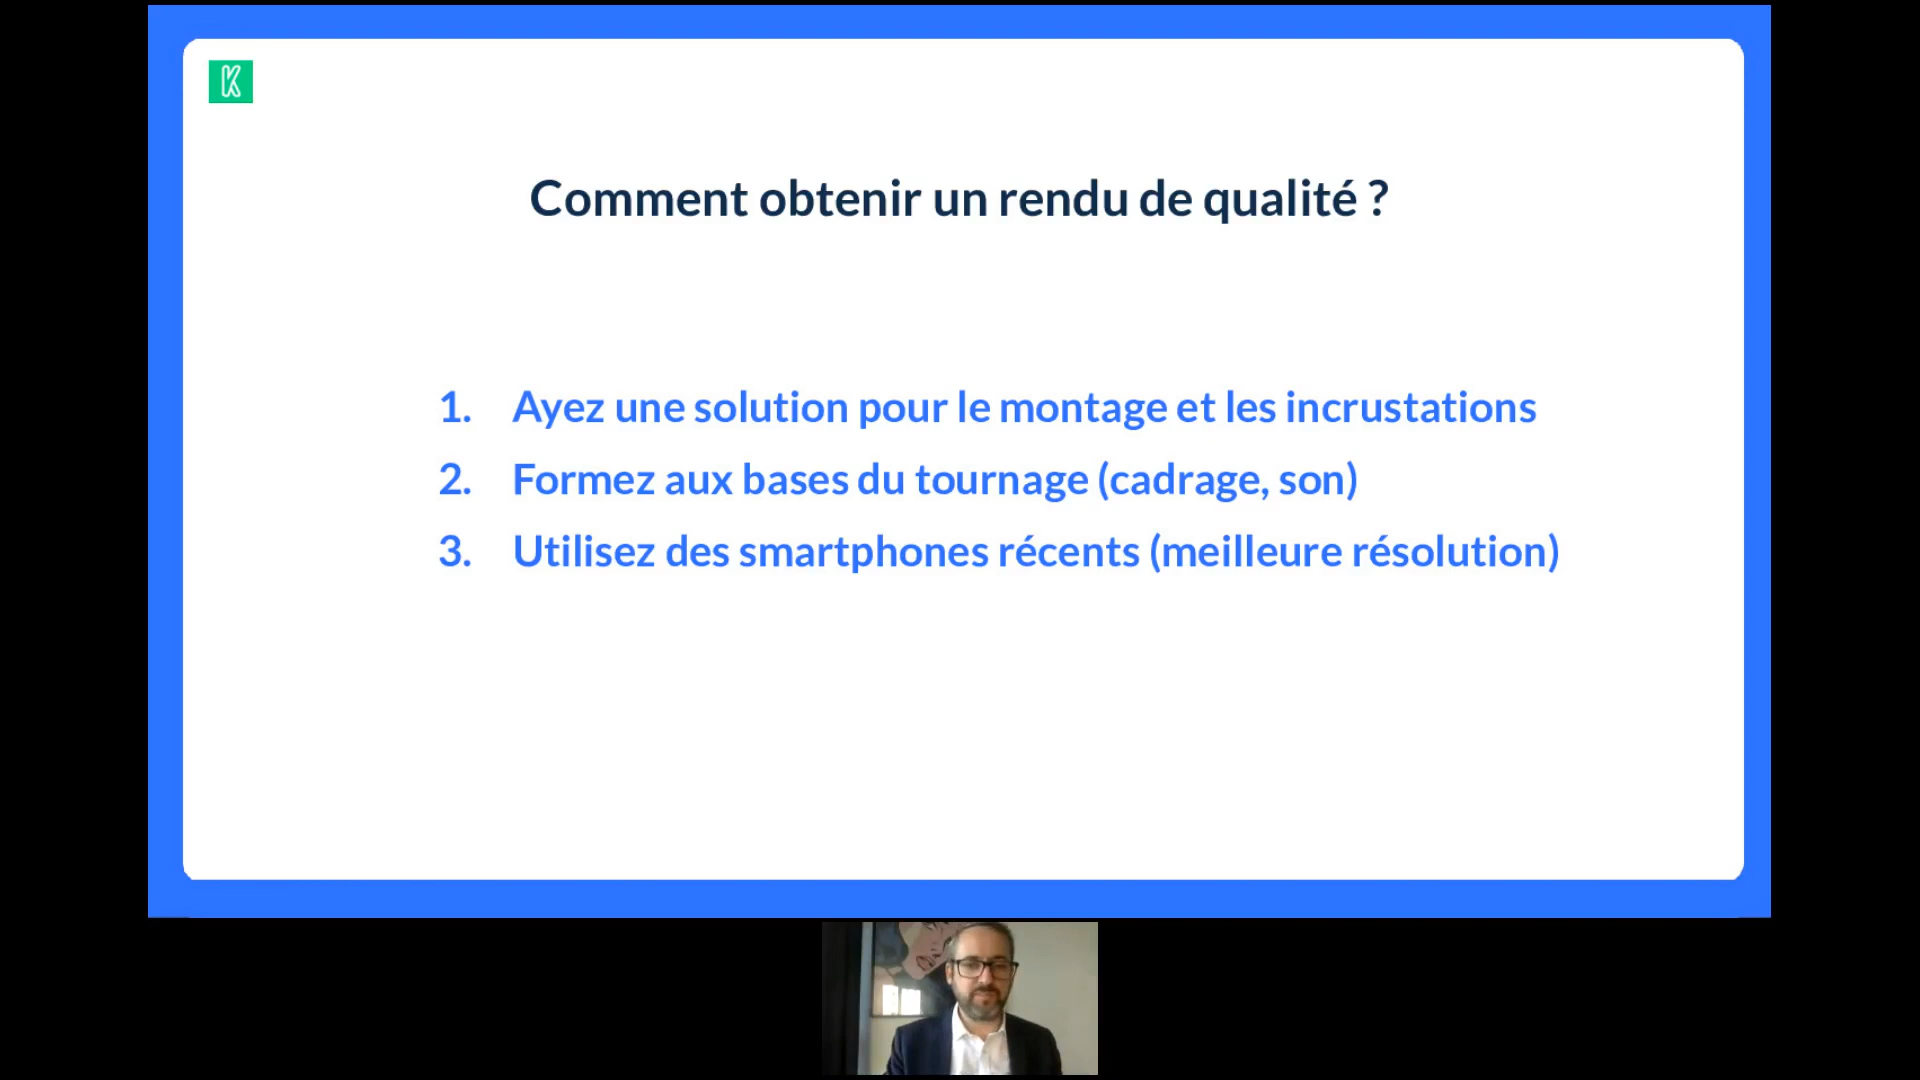 K
Comment obtenir un rendu de qualité ?
1. Ayez une solution pour le montage et les incrustations
2. Formez aux bases du tournage (cadrage, son)
3. Utilisez des smartphones récents (meilleure résolution)